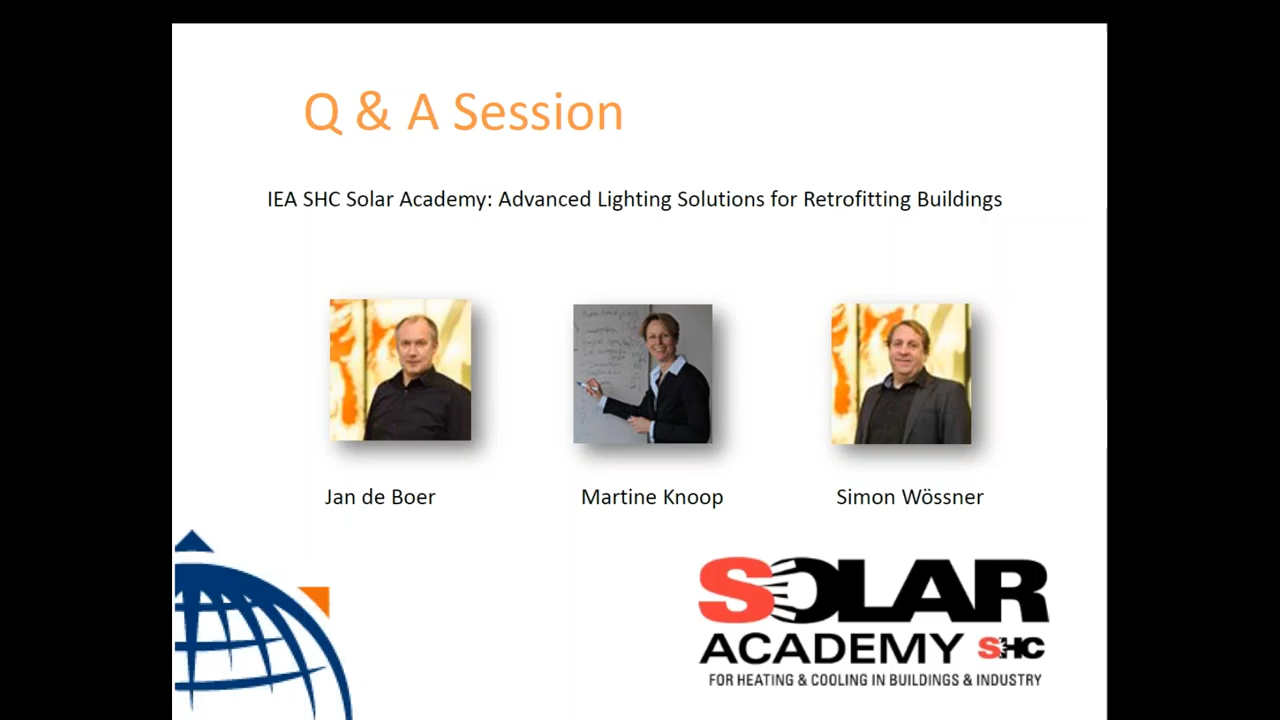 Q & A Session
IEA SHC Solar Academy: Advanced Lighting Solutions for Retrofitting Buildings
Jan de Boer
Martine Knoop
Simon Wössner
SOLAR
ACADEMY SHC
FOR HEATING & COOLING IN BUILDINGS & INDUSTRY